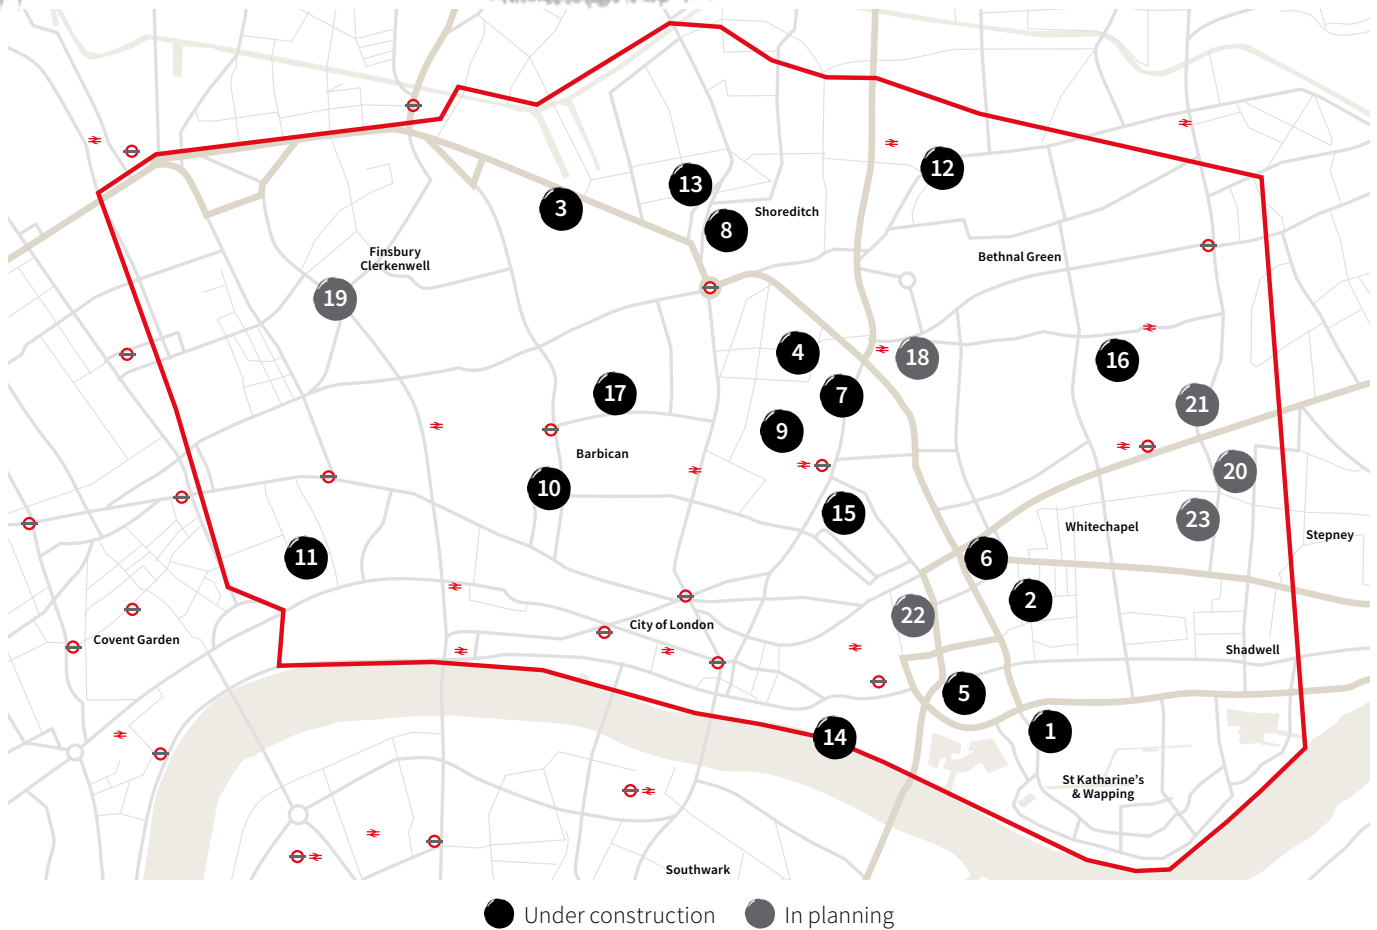 12
13
3
8
Shoreditch
Finsbury
Clerkenwell
Bethnal Green
19
4
18
16
7
17
21
9
Barbican
20
10
15
23
Whitechapel
Stepney
11
6
2
22
City of London
Covent Garden
Shadwell
5
1
14
St Katharine’s
& Wapping
Southwark
Under construction
In planning